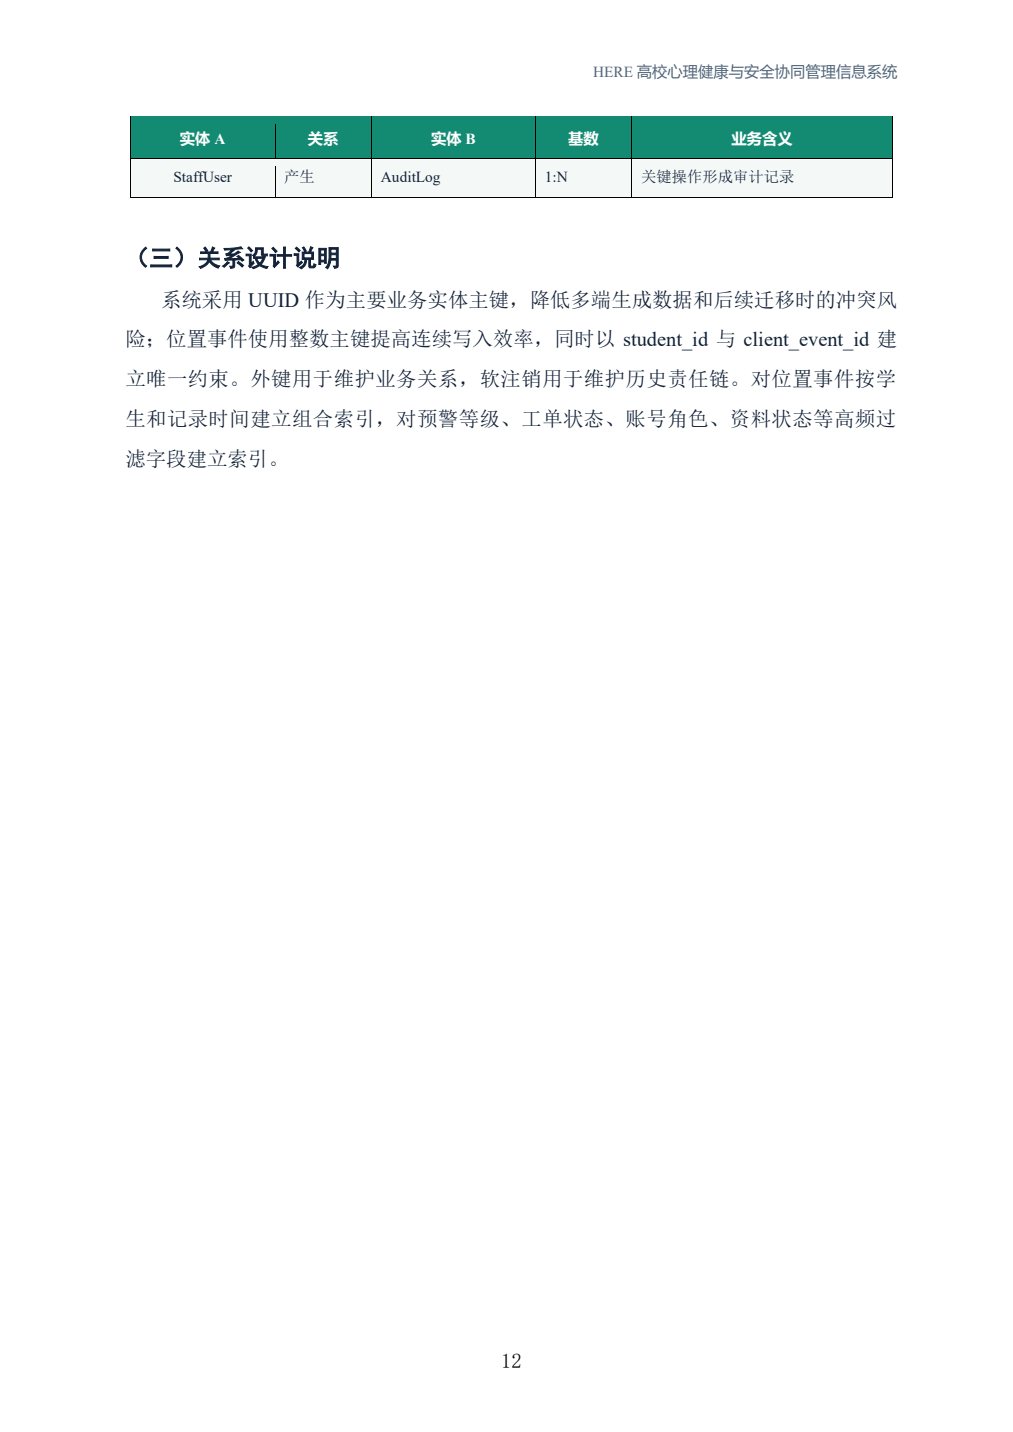 HERE 高校心理健康与安全协同管理信息系统
实体 A 关系 实体 B 基数 业务含义
StaffUser 产生 AuditLog 1:N 关键操作形成审计记录
（三）关系设计说明
系统采用 UUID 作为主要业务实体主键，降低多端生成数据和后续迁移时的冲突风
险；位置事件使用整数主键提高连续写入效率，同时以 student_id 与 client_event_id 建
立唯一约束。外键用于维护业务关系，软注销用于维护历史责任链。对位置事件按学
生和记录时间建立组合索引，对预警等级、工单状态、账号角色、资料状态等高频过
滤字段建立索引。
12